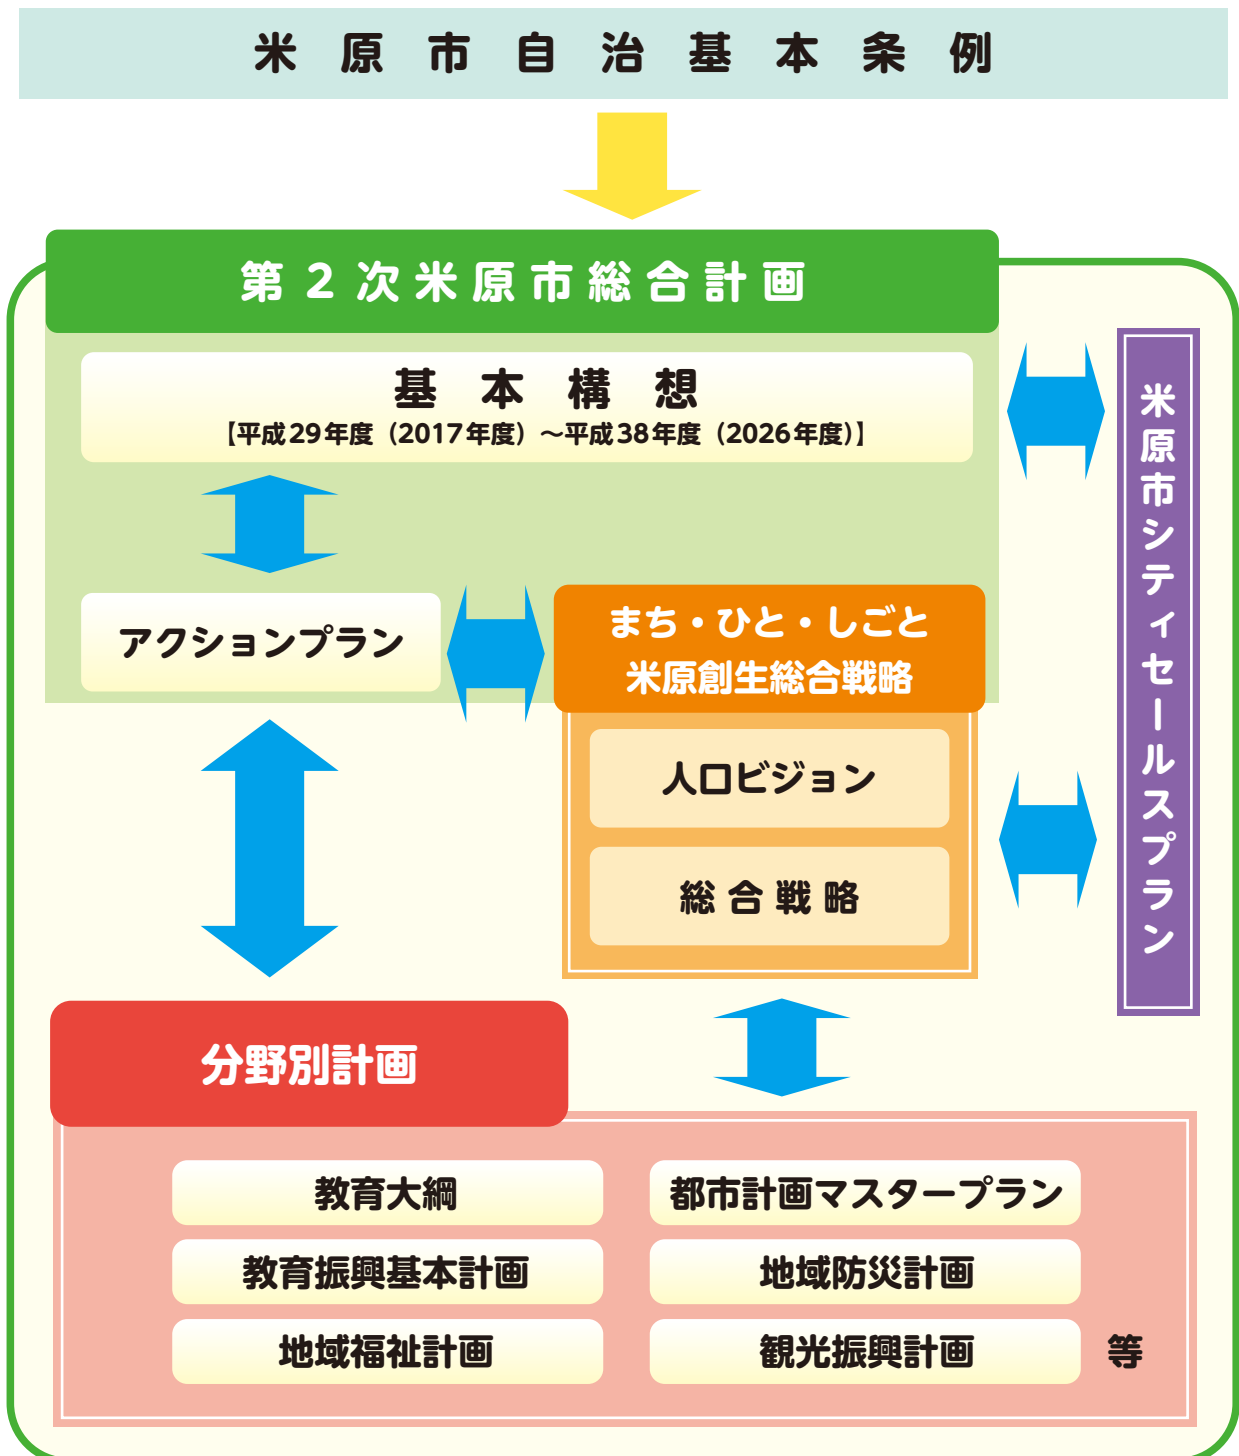 米原市自治基本条例
第２次米原市総合計画
基本構想
【平成29年度（2017年度）～平成38年度（2026年度）】
アクションプラン
まち・ひと・しごと
米原創生総合戦略
人口ビジョン
総合戦略
米原市シティセールスプラン
分野別計画
教育大綱
都市計画マスタープラン
教育振興基本計画
地域防災計画
地域福祉計画
観光振興計画
等